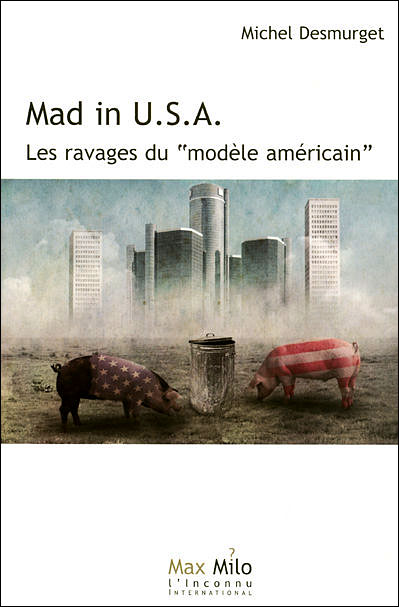 Michel Desmurget
Mad in U.S.A.
Les ravages du "modèle américain"
Max Milo
?
l'Inconnu
INTERNATIONAL